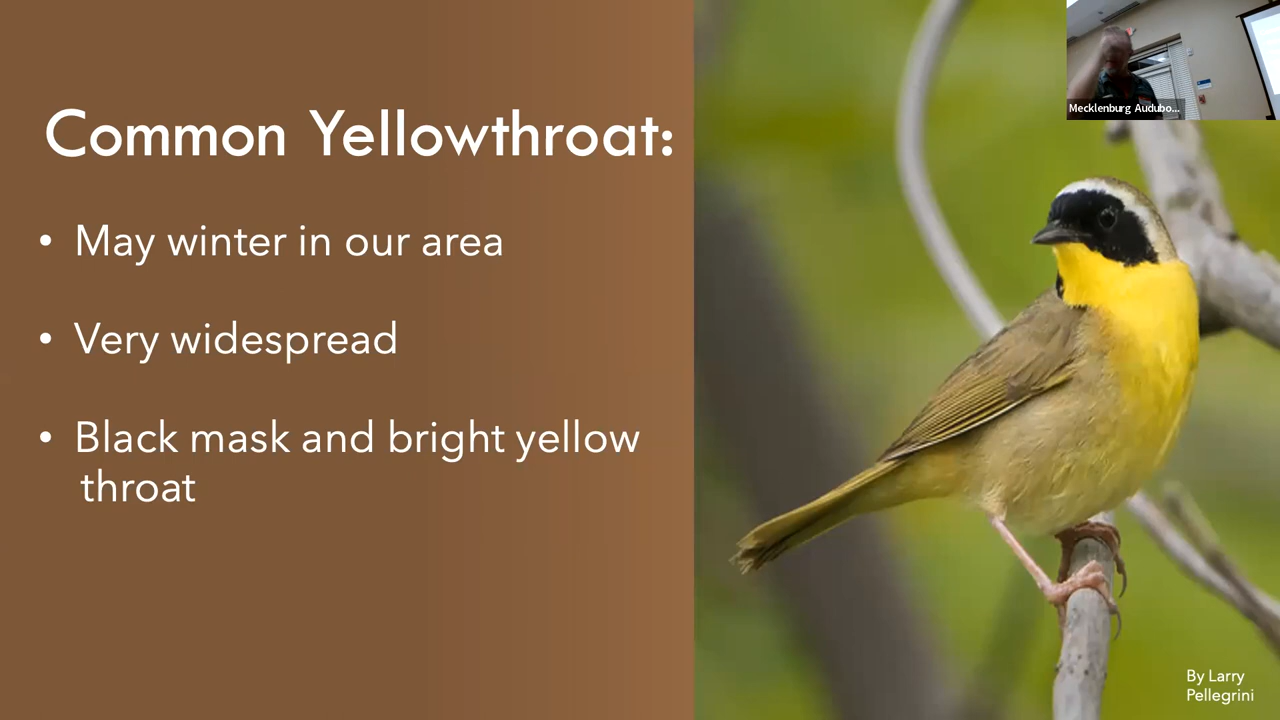 Common Yellowthroat:
• May winter in our area
• Very widespread
• Black mask and bright yellow
throat
Mecklenburg Audubo...
By Larry
Pellegrini